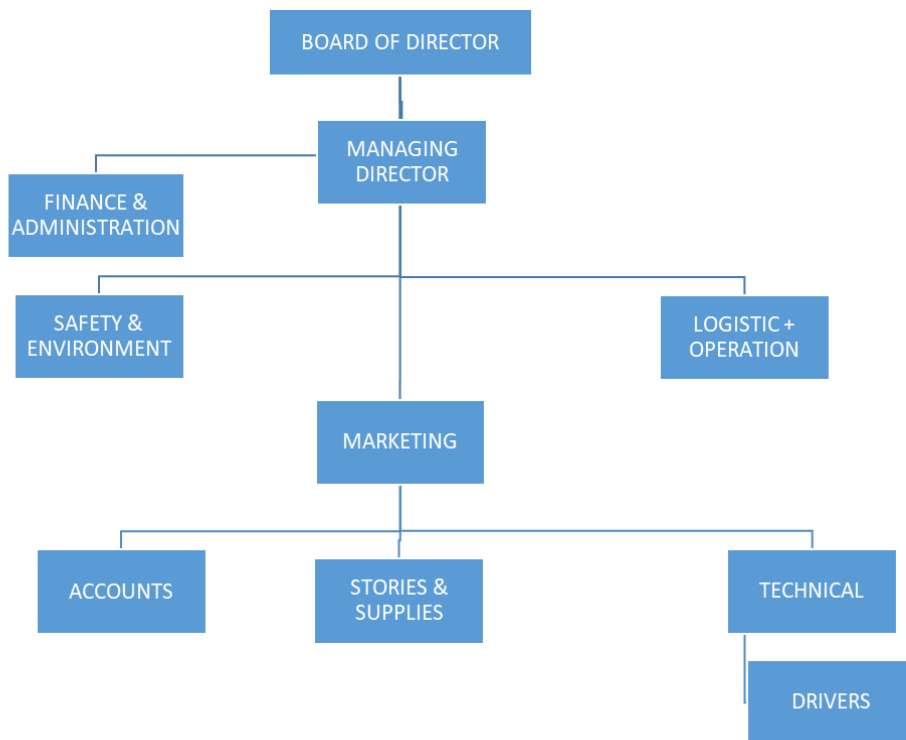 BOARD OF DIRECTOR
MANAGING
DIRECTOR
FINANCE &
ADMINISTRATION
SAFETY &
ENVIRONMENT
LOGISTIC +
OPERATION
MARKETING
ACCOUNTS
STORIES &
SUPPLIES
TECHNICAL
DRIVERS